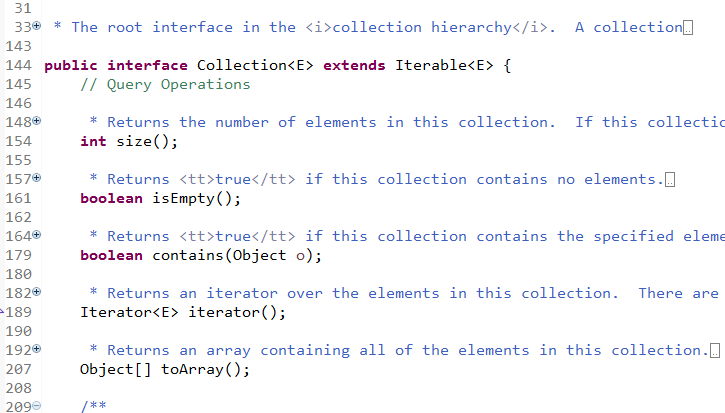 31
33 * The root interface in the <i>collection hierarchy</i>.  A collection
143
144 public interface Collection<E> extends Iterable<E> {
145     // Query Operations
146
148      * Returns the number of elements in this collection.  If this collectio
154     int size();
155
157      * Returns <tt>true</tt> if this collection contains no elements.
161     boolean isEmpty();
162
164      * Returns <tt>true</tt> if this collection contains the specified eleme
179     boolean contains(Object o);
180
182      * Returns an iterator over the elements in this collection.  There are
189     Iterator<E> iterator();
190
192      * Returns an array containing all of the elements in this collection.
207     Object[] toArray();
208
209     /**